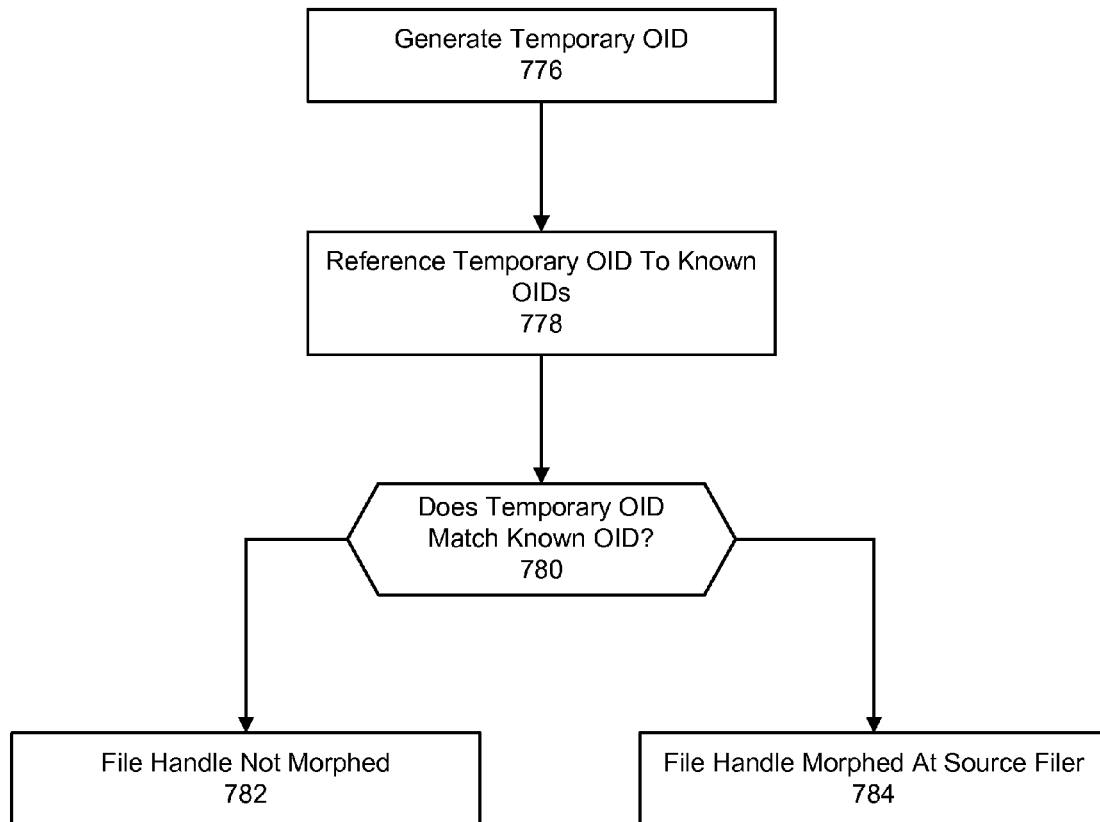 Generate Temporary OID
776
Reference Temporary OID To Known
OIDs
778
Does Temporary OID
Match Known OID?
780
File Handle Not Morphed
782
File Handle Morphed At Source Filer
784